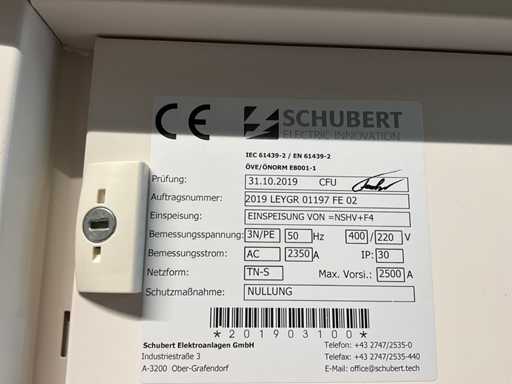 CE SCHUBERT
ELECTRIC INNOVATION
IEC 61439-2 / EN 61439-2
ÖVE/ÖNORM E8001-1
Prüfung: 31.10.2019 CFU
Auftragsnummer: 2019 LEYGR 01197 FE 02
Einspeisung: EINSPEISUNG VON =NSHV+F4
Bemessungsspannung: 3N/PE 50 Hz 400 / 220 V
Bemessungsstrom: AC 2350 A IP: 30
Netzform: TN-S Max. Vorsi.: 2500 A
Schutzmaßnahme: NULLUNG
*201903100*
Schubert Elektroanlagen GmbH Telefon: +43 2747/2535-0
Industriestraße 3 Telefax: +43 2747/2535-440
A-3200 Ober-Grafendorf E-Mail: office@schubert.tech